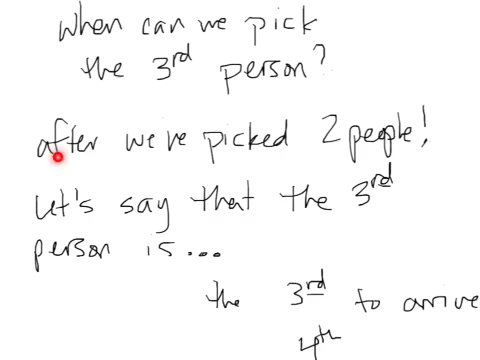 when can we pick
the 3rd person?
after we've picked 2 people!
Let's say that the 3rd
person is...
the 3rd to arrive
4th